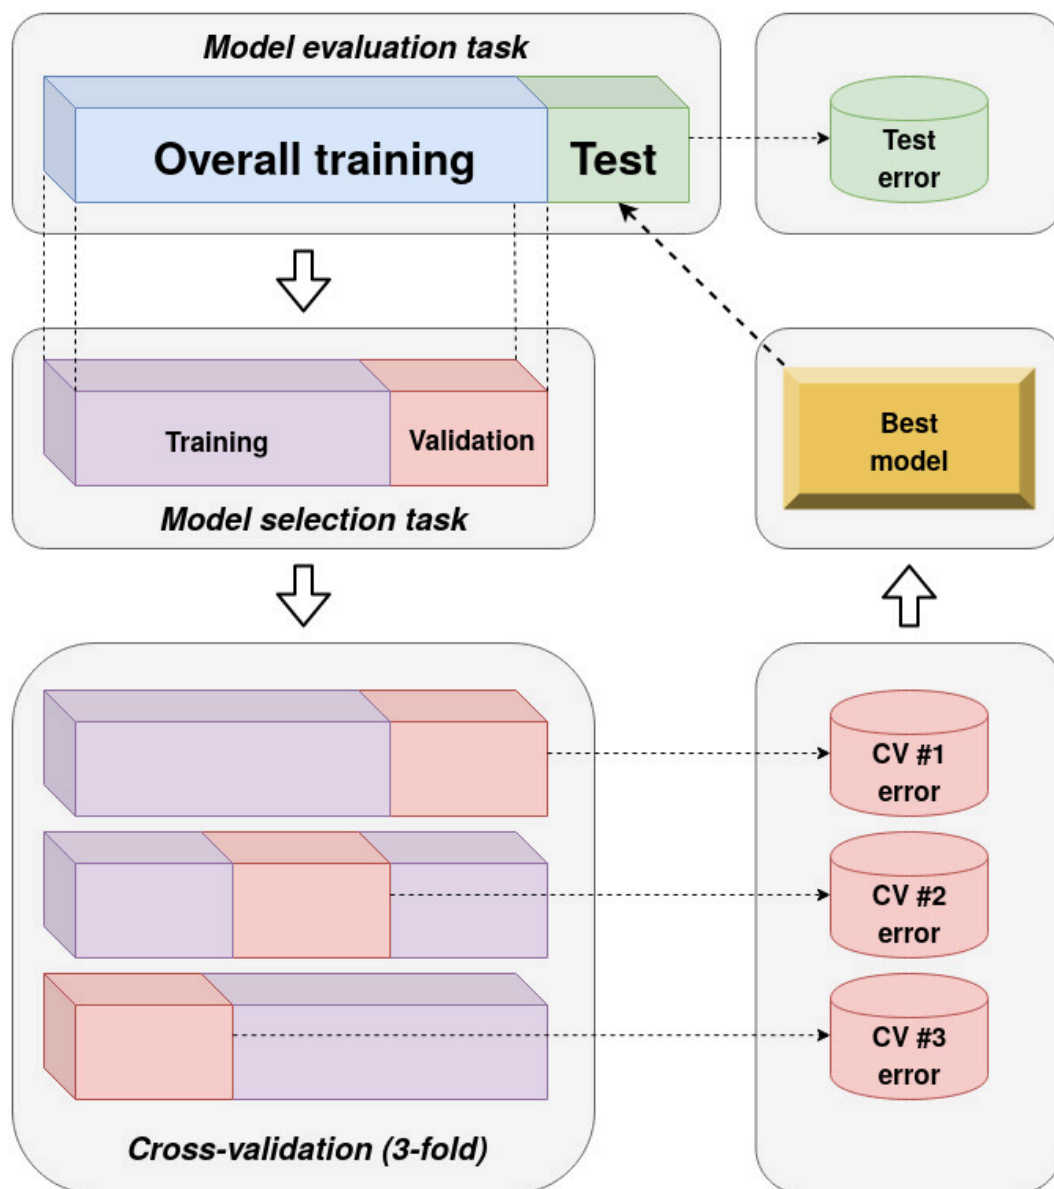 Model evaluation task
Overall training
Test
Test
error
Training
Validation
Model selection task
Best
model
CV #1
error
CV #2
error
CV #3
error
Cross-validation (3-fold)